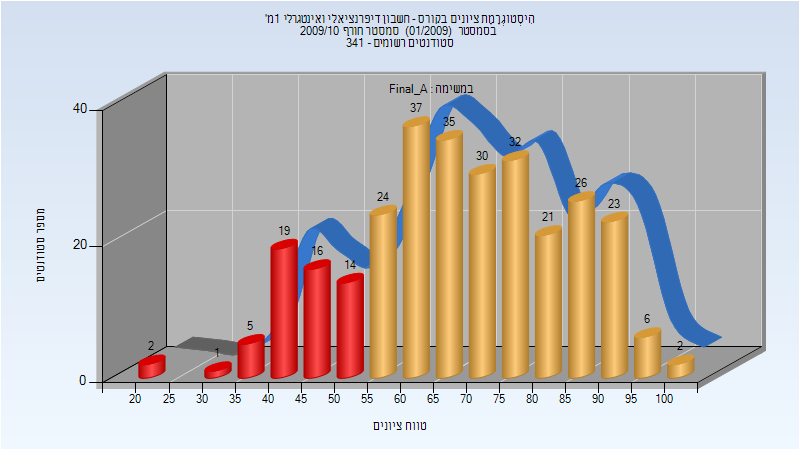 היסטוגרמת ציונים בקורס - חשבון דיפרנציאלי ואינטגרלי 1מ'
בסמסטר (01/2009) סמסטר חורף 2009/10
סטודנטים רשומים - 341
במשימה : Final_A
40
20
0
מספר סטודנטים
2
1
5
19
16
14
24
37
35
30
32
21
26
23
6
2
20 25 30 35 40 45 50 55 60 65 70 75 80 85 90 95 100
טווח ציונים